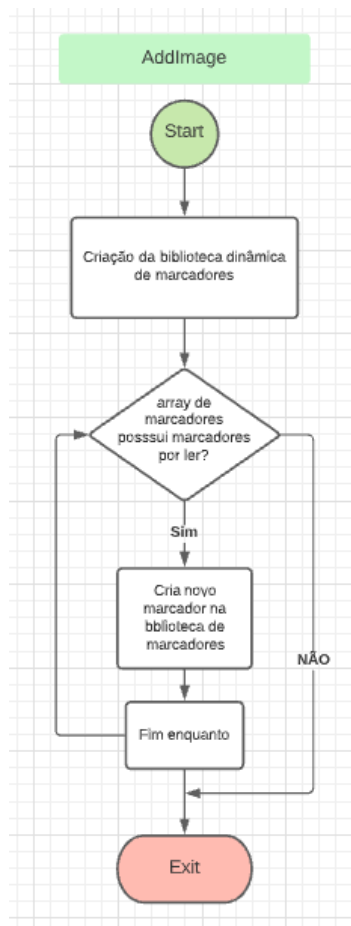 AddImage
Start
Criação da biblioteca dinâmica
de marcadores
array de
marcadores
posssui marcadores
por ler?
Sim
Cria novo
marcador na
bblioteca de
marcadores
NÃO
Fim enquanto
Exit